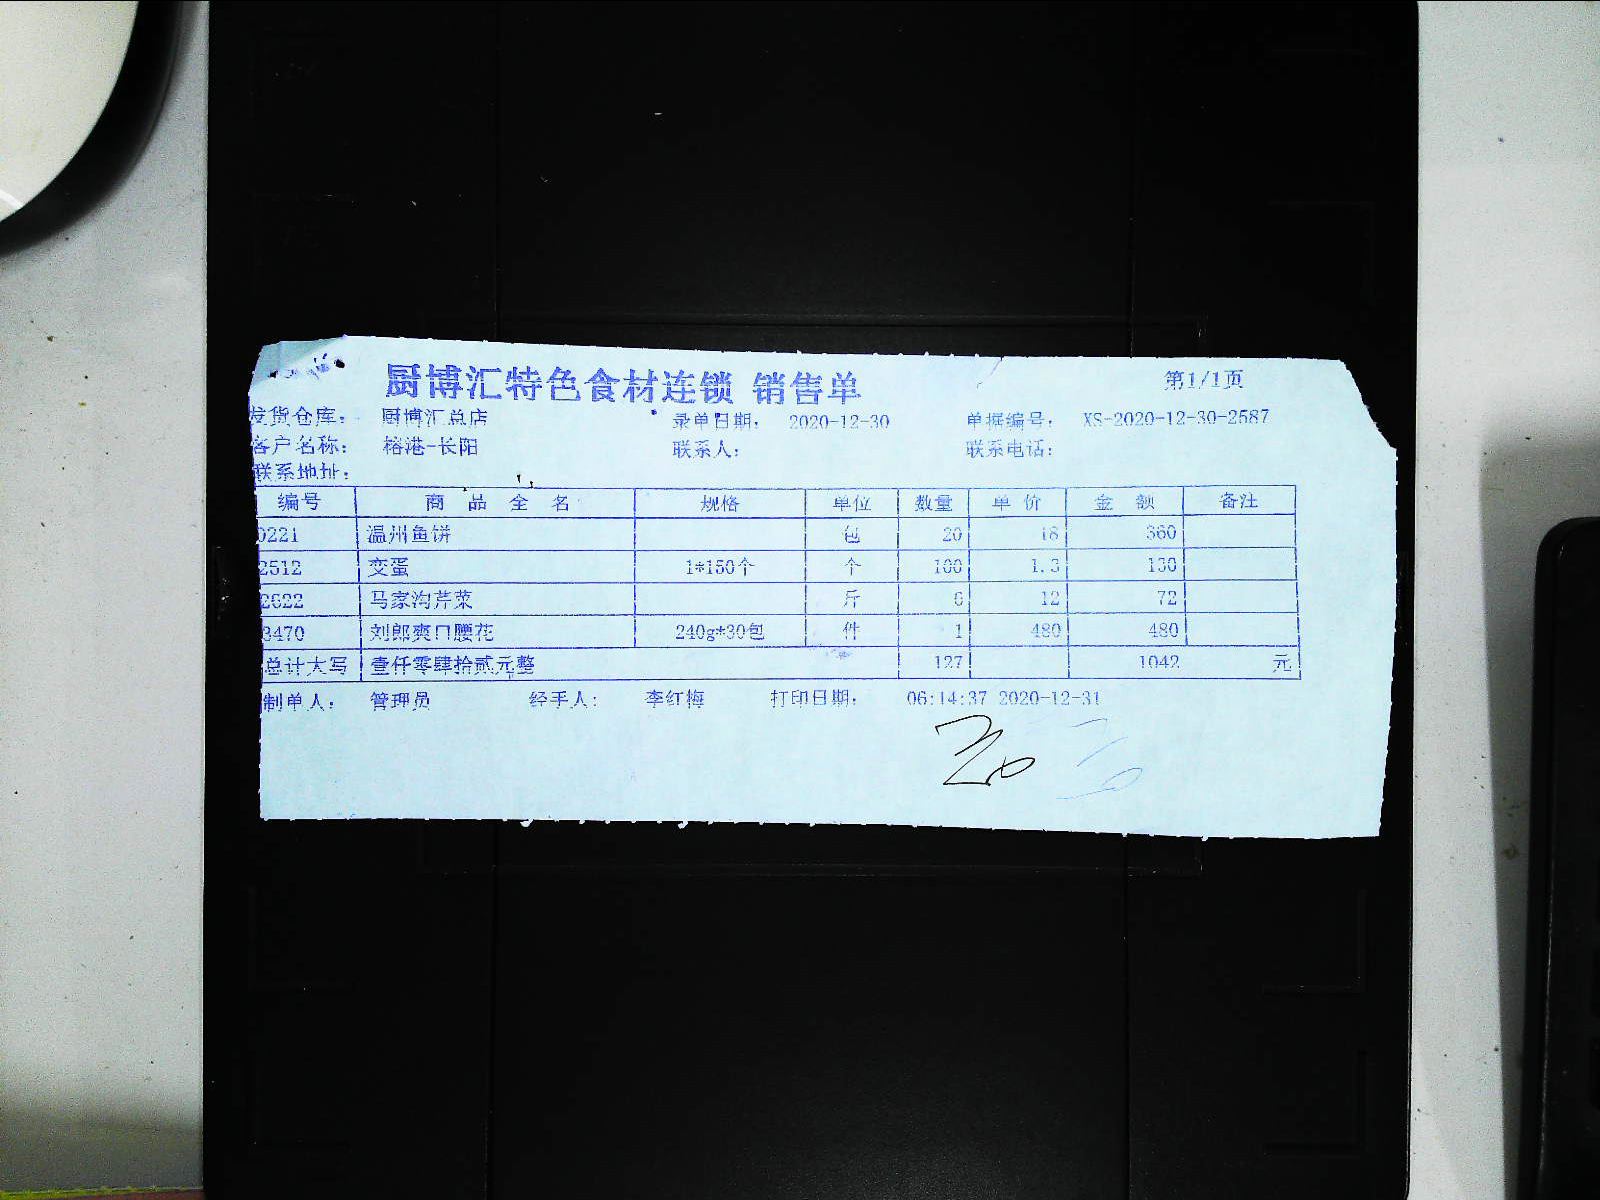 厨博汇特色食材连锁 销售单 第1/1页
发货仓库： 厨博汇总店 录单日期： 2020-12-30 单据编号： XS-2020-12-30-2587
客户名称： 榕港-长阳 联系人： 联系电话：
联系地址：
编号 商品全名 规格 单位 数量 单价 金额 备注
0221 温州鱼饼 包 20 18 360
2512 变蛋 1*150个 个 100 1.3 130
2622 马家沟芹菜 斤 6 12 72
3470 刘郎爽口腰花 240g*30包 件 1 480 480
总计大写 壹仟零肆拾贰元整 127 1042 元
制单人： 管理员 经手人： 李红梅 打印日期： 06:14:37 2020-12-31